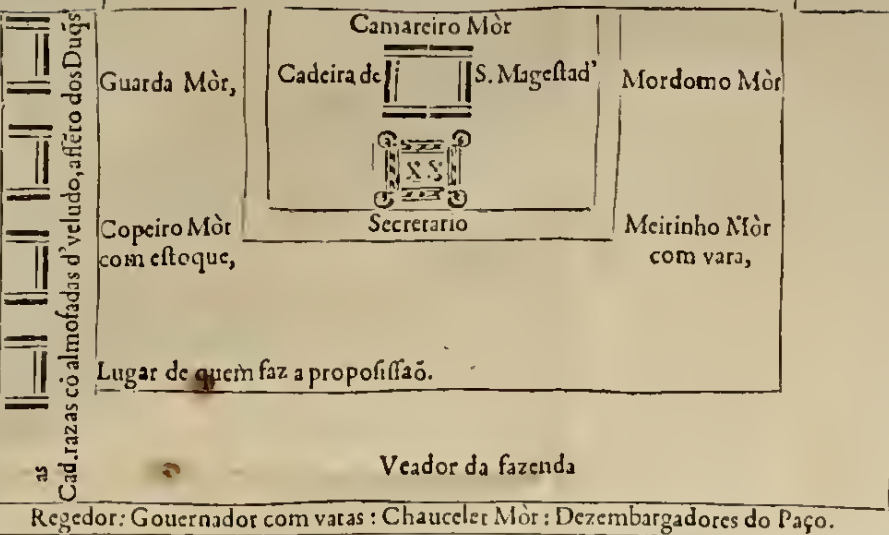 Camareiro Mòr
Guarda Mòr,
Cadeira de S. Mageſtad'
Mordomo Mòr
X S
Secretario
Copeiro Mòr
com eſtoque,
Meirinho Mòr
com vara,
Lugar de quem faz a propoſiſſaõ.
Veador da fazenda
as
Cad.razas cõ almofadas d'veludo, aſſẽto dos Duq̃s
Regedor: Gouernador com varas : Chauceler Mòr : Dezembargadores do Paço.